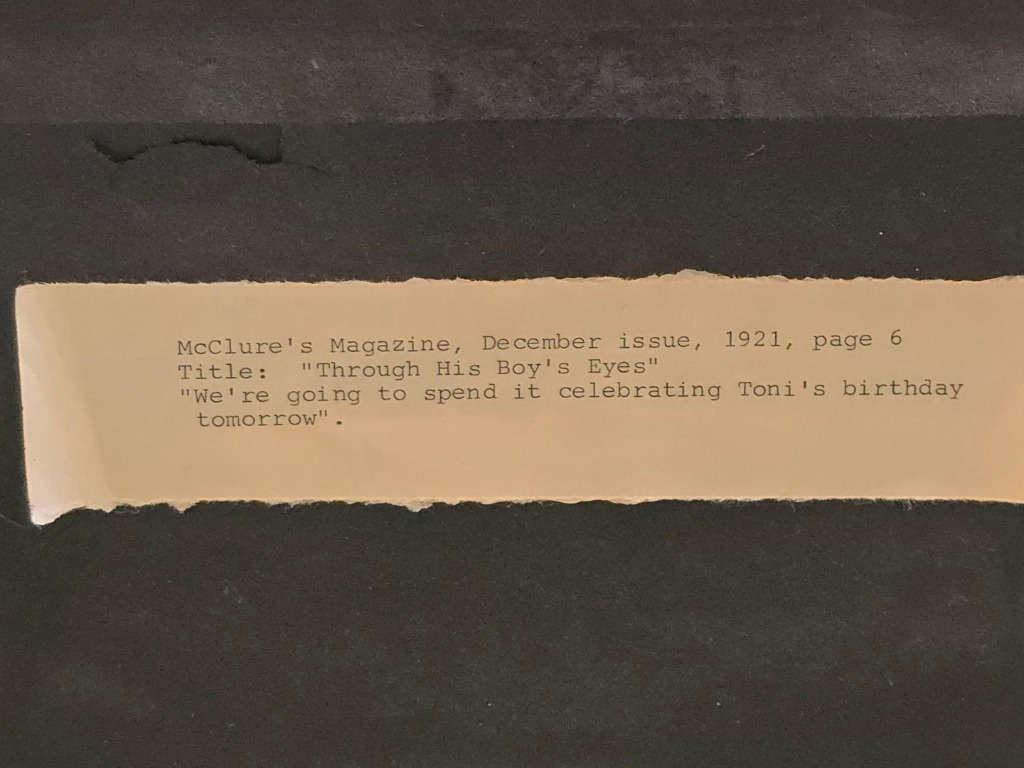 McClure's Magazine, December issue, 1921, page 6
Title:  "Through His Boy's Eyes"
"We're going to spend it celebrating Toni's birthday
tomorrow".